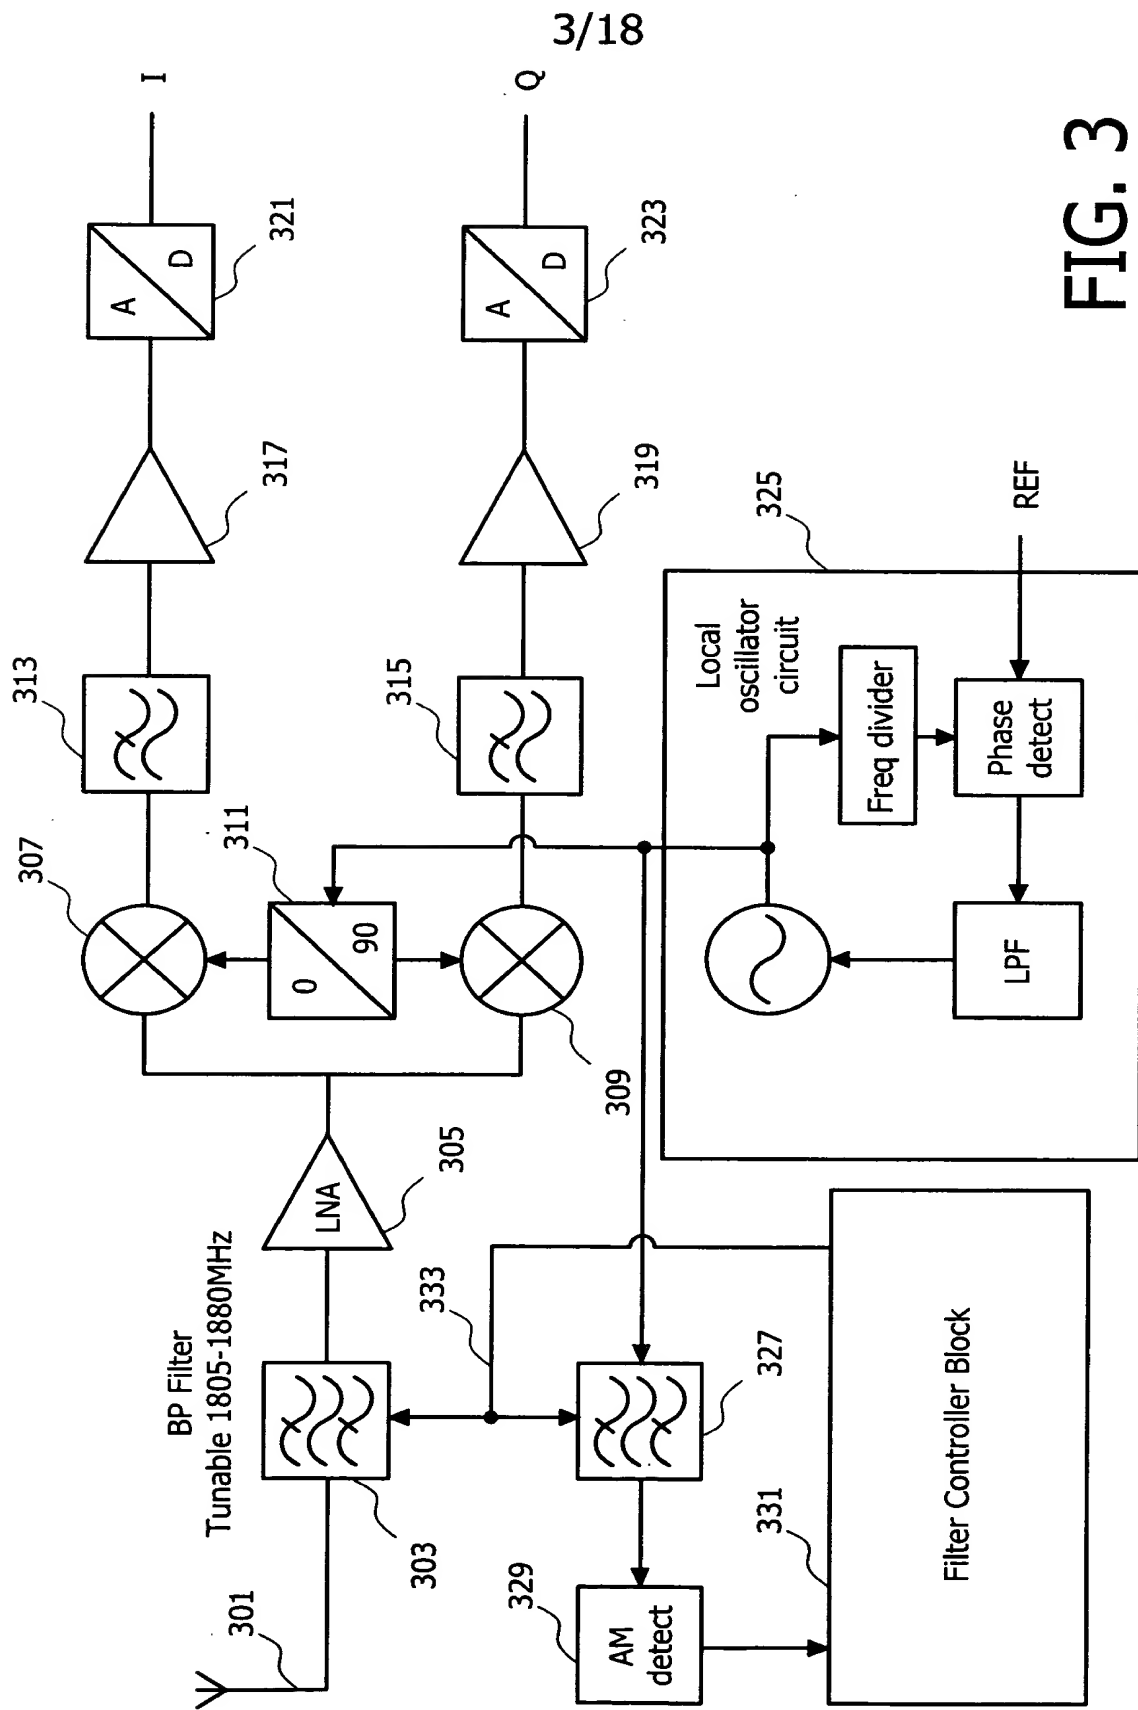 3/18
BP Filter
Tunable 1805-1880MHz
301
303
LNA
305
307
309
0
90
311
313
315
317
319
A
D
321
I
A
D
323
Q
333
327
AM
detect
329
331
Filter Controller Block
Local
oscillator
circuit
325
Freq divider
Phase
detect
LPF
REF
FIG. 3